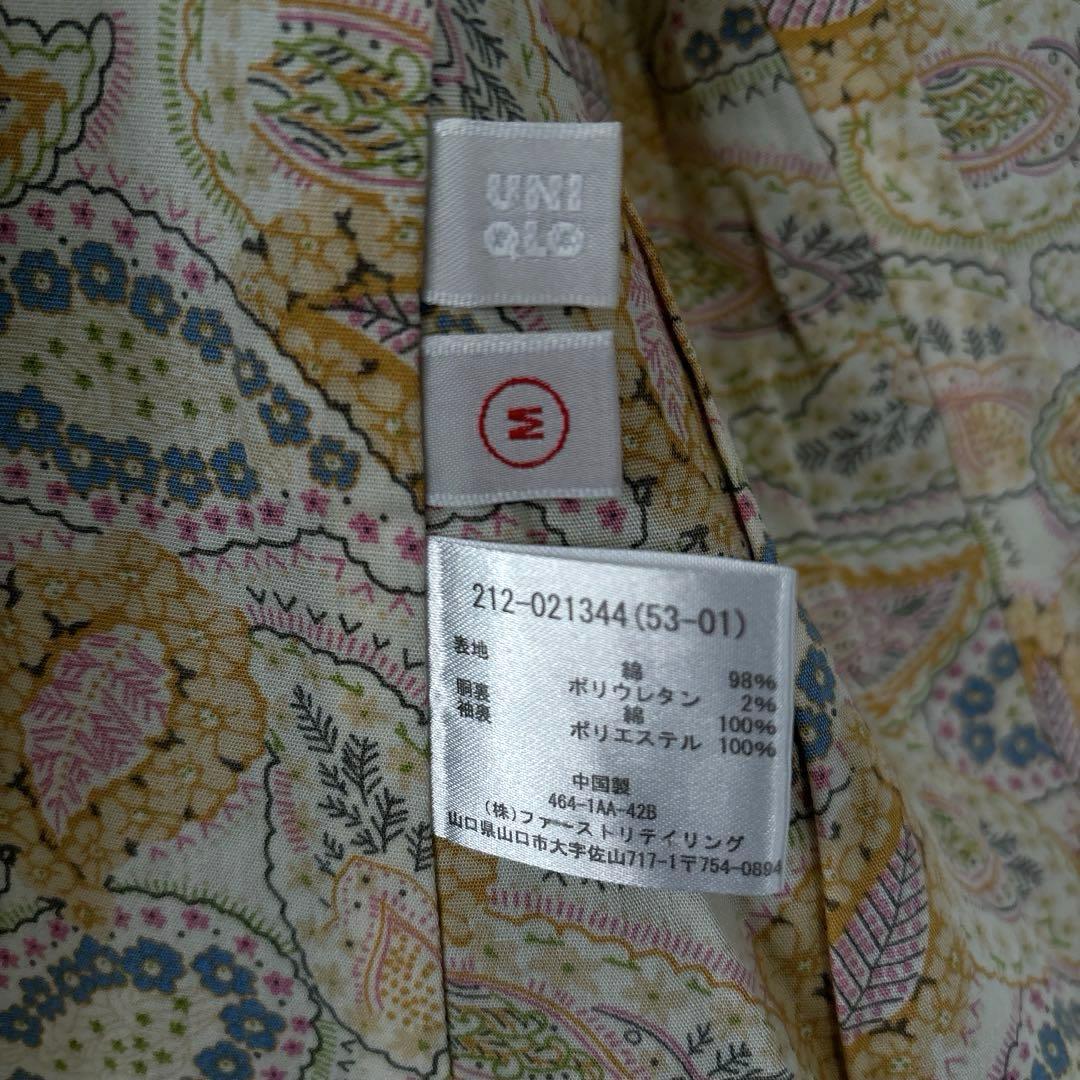 UNI
QLO
M
212-021344(53-01)
表地 綿 98%
ポリウレタン 2%
胴裏 綿 100%
袖裏 ポリエステル 100%
中国製
464-1AA-42B
(株)ファーストリテイリング
山口県山口市大字佐山717-1〒754-0894